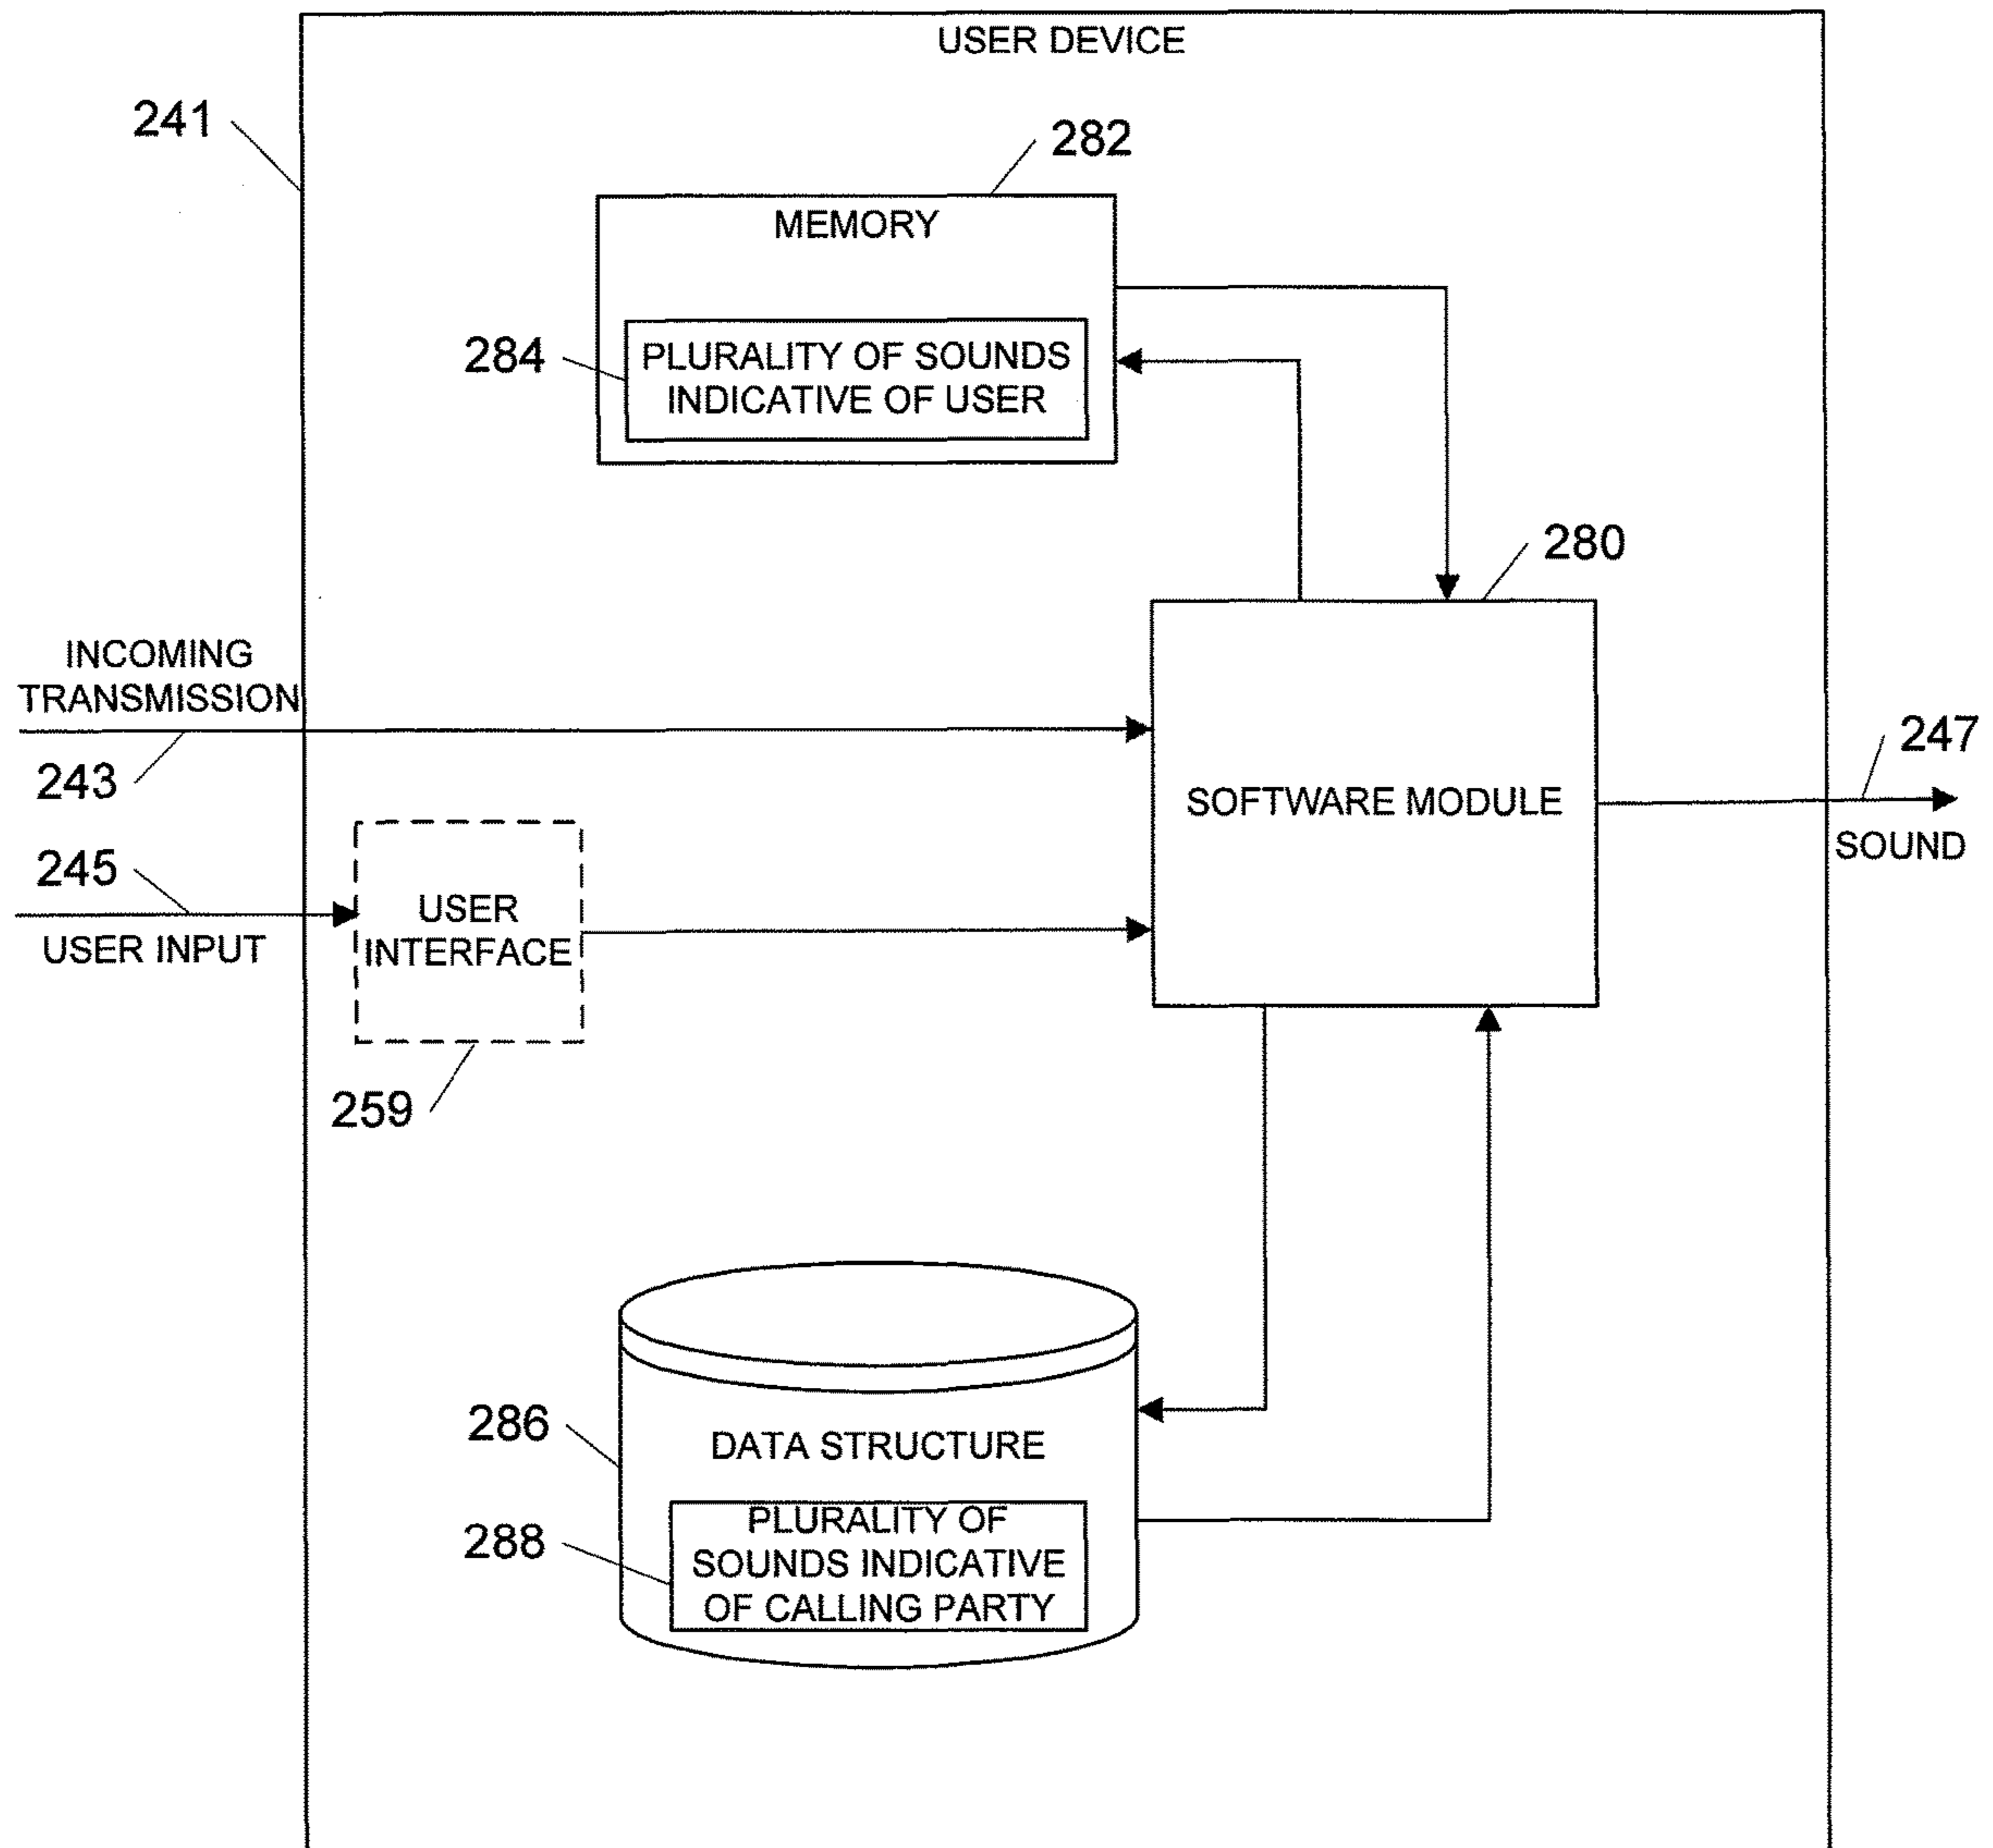 USER DEVICE
241
282
MEMORY
284
PLURALITY OF SOUNDS
INDICATIVE OF USER
280
INCOMING
TRANSMISSION
243
247
SOFTWARE MODULE
SOUND
245
USER INPUT
USER
INTERFACE
259
286
DATA STRUCTURE
288
PLURALITY OF
SOUNDS INDICATIVE
OF CALLING PARTY